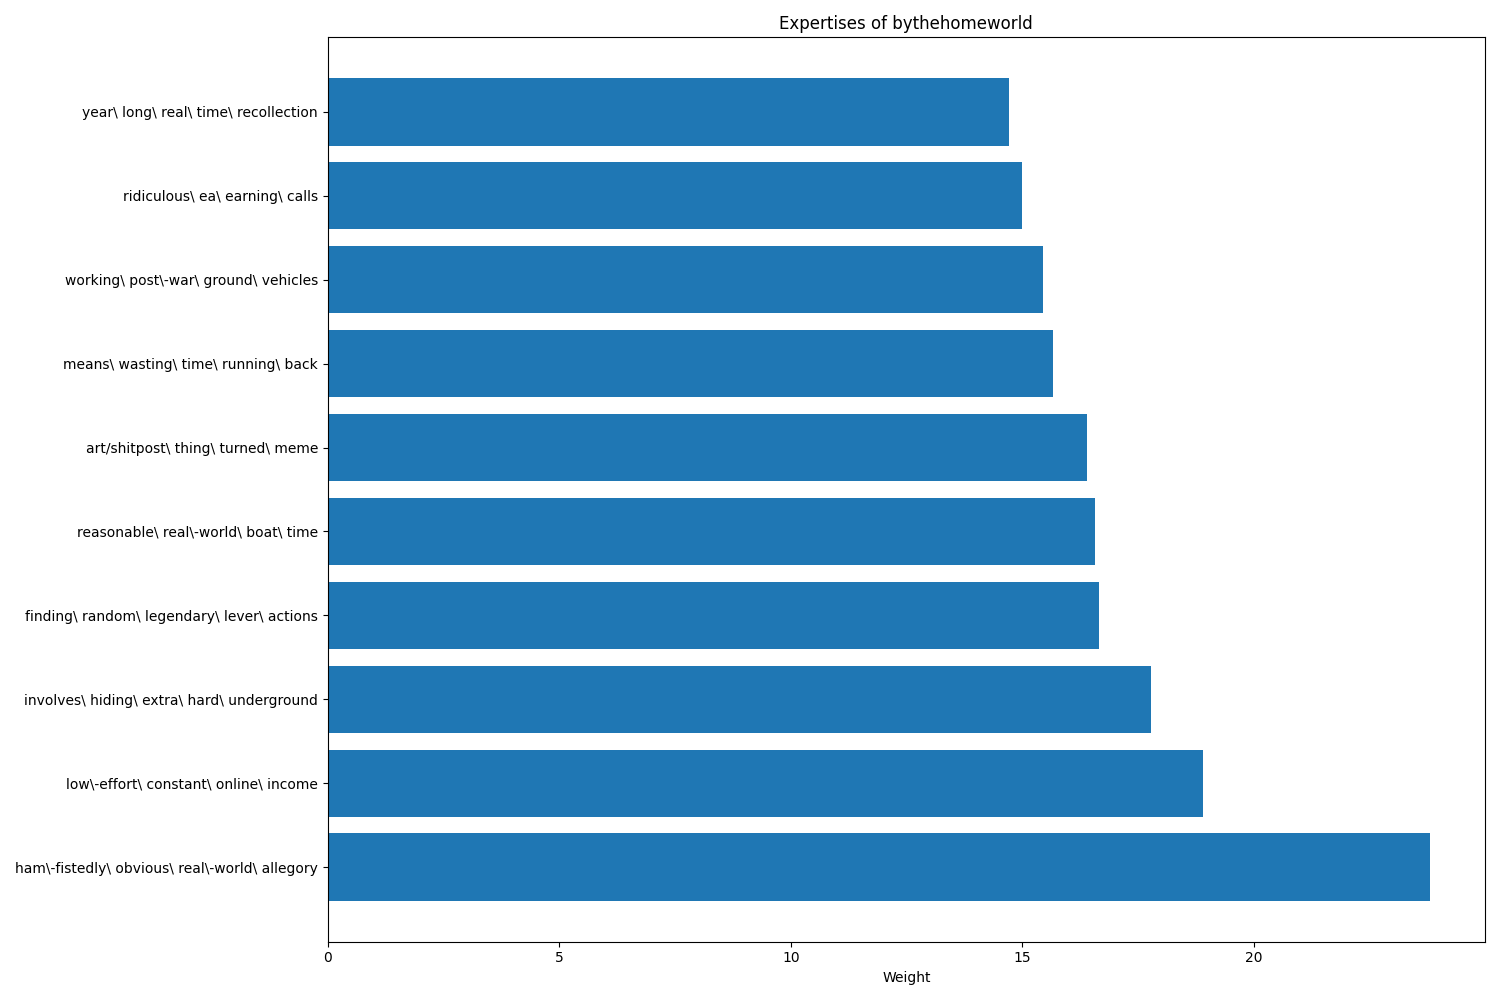 Expertises of bythehomeworld
year\ long\ real\ time\ recollection
ridiculous\ ea\ earning\ calls
working\ post\-war\ ground\ vehicles
means\ wasting\ time\ running\ back
art/shitpost\ thing\ turned\ meme
reasonable\ real\-world\ boat\ time
finding\ random\ legendary\ lever\ actions
involves\ hiding\ extra\ hard\ underground
low\-effort\ constant\ online\ income
ham\-fistedly\ obvious\ real\-world\ allegory
0 5 10 15 20
Weight